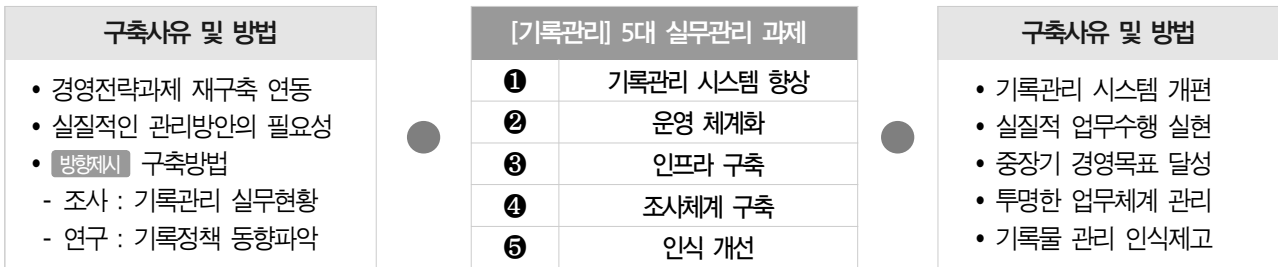 구축사유 및 방법
• 경영전략과제 재구축 연동
• 실질적인 관리방안의 필요성
• 방향제시 구축방법
- 조사 : 기록관리 실무현황
- 연구 : 기록정책 동향파악
[기록관리] 5대 실무관리 과제
❶ 기록관리 시스템 향상
❷ 운영 체계화
❸ 인프라 구축
❹ 조사체계 구축
❺ 인식 개선
구축사유 및 방법
• 기록관리 시스템 개편
• 실질적 업무수행 실현
• 중장기 경영목표 달성
• 투명한 업무체계 관리
• 기록물 관리 인식제고